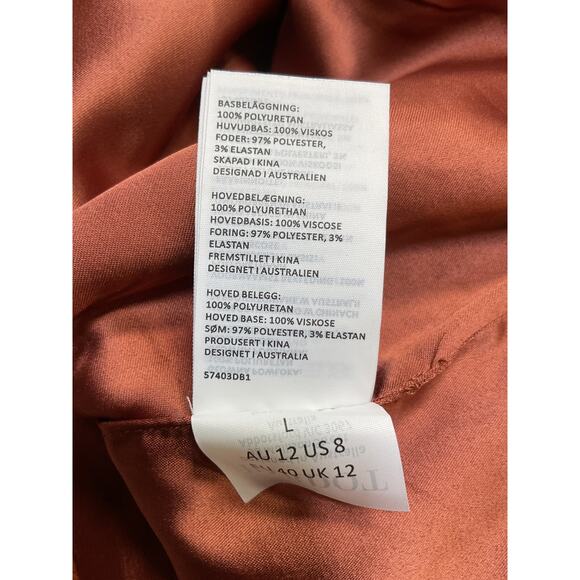 BASBELÄGGNING:
100% POLYURETAN
HUVUDBAS: 100% VISKOS
FODER: 97% POLYESTER,
3% ELASTAN
SKAPAD I KINA
DESIGNAD I AUSTRALIEN
HOVEDBELÆGNING:
100% POLYURETHAN
HOVEDBASIS: 100% VISCOSE
FORING: 97% POLYESTER, 3%
ELASTAN
FREMSTILLET I KINA
DESIGNET I AUSTRALIEN
HOVED BELEGG:
100% POLYURETAN
HOVED BASE: 100% VISKOSE
SØM: 97% POLYESTER, 3% ELASTAN
PRODUSERT I KINA
DESIGNET I AUSTRALIA
57403DB1
L
AU 12 US 8
EU 40 UK 12